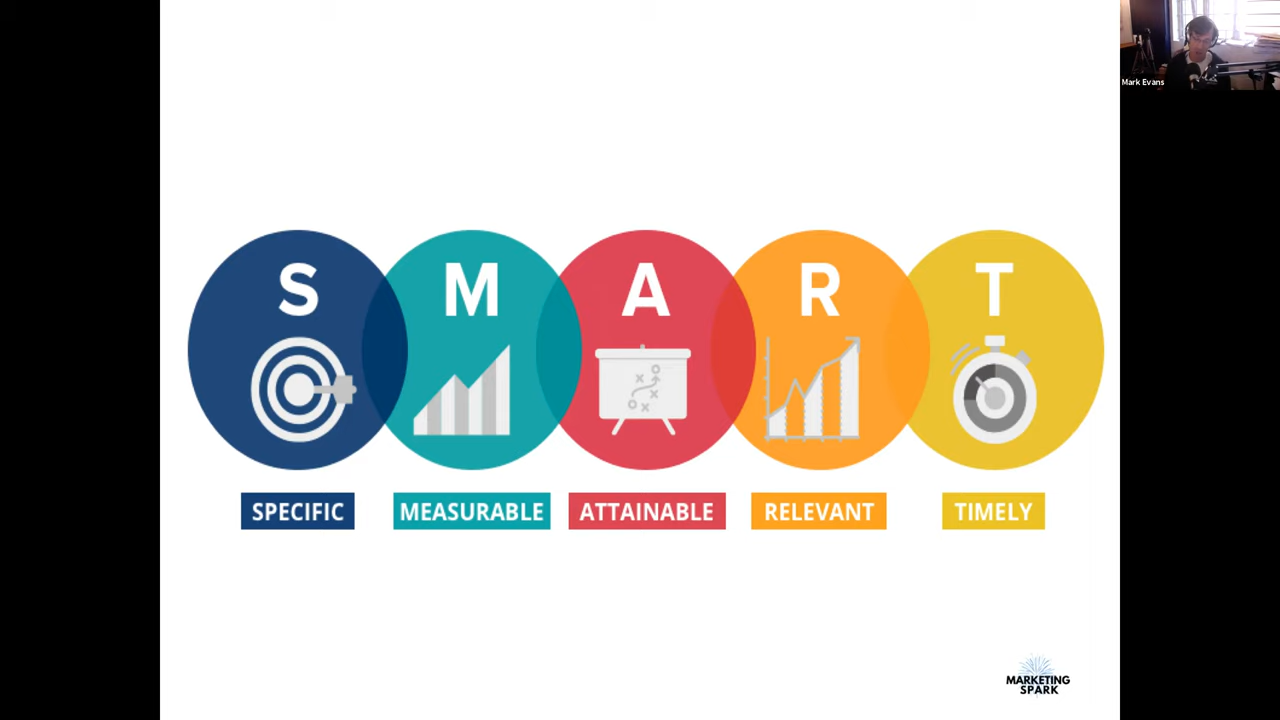 Mark Evans
S M A R T
SPECIFIC MEASURABLE ATTAINABLE RELEVANT TIMELY
MARKETING
SPARK